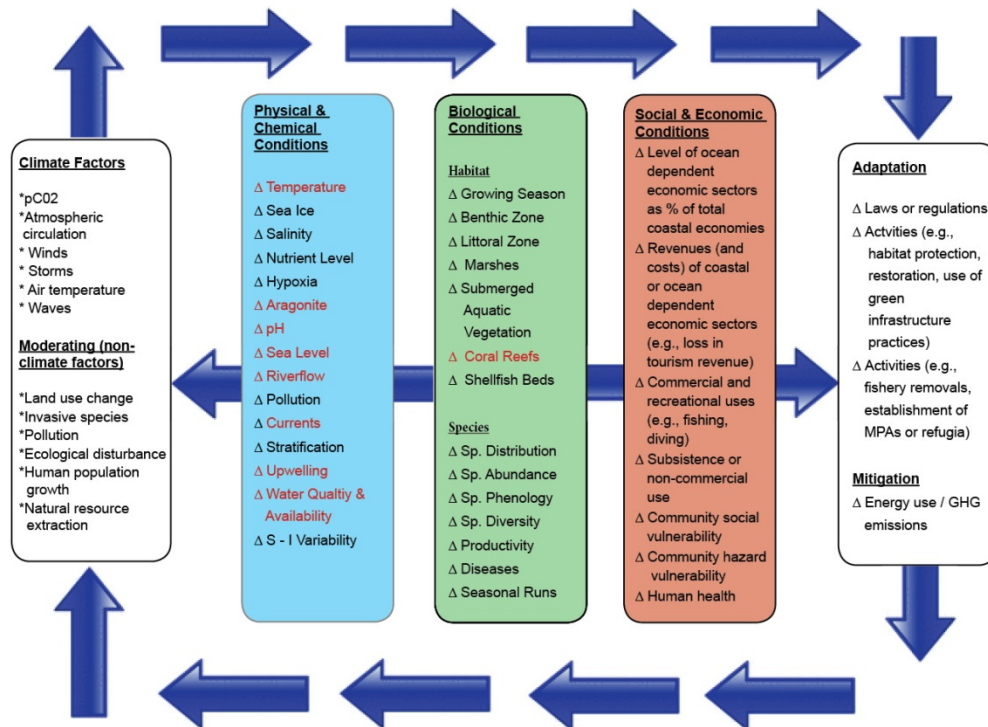 Climate Factors
*pC02
*Atmospheric
circulation
* Winds
* Storms
* Air temperature
* Waves
Moderating (non-
climate factors)
*Land use change
*Invasive species
*Pollution
*Ecological disturbance
*Human population
growth
*Natural resource
extraction
Physical &
Chemical
Conditions
Δ Temperature
Δ Sea Ice
Δ Salinity
Δ Nutrient Level
Δ Hypoxia
Δ Aragonite
Δ pH
Δ Sea Level
Δ Riverflow
Δ Pollution
Δ Currents
Δ Stratification
Δ Upwelling
Δ Water Qualtiy &
Availability
Δ S - I Variability
Biological
Conditions
Habitat
Δ Growing Season
Δ Benthic Zone
Δ Littoral Zone
Δ Marshes
Δ Submerged
Aquatic
Vegetation
Δ Coral Reefs
Δ Shellfish Beds
Species
Δ Sp. Distribution
Δ Sp. Abundance
Δ Sp. Phenology
Δ Sp. Diversity
Δ Productivity
Δ Diseases
Δ Seasonal Runs
Social & Economic
Conditions
Δ Level of ocean
dependent
economic sectors
as % of total
coastal economies
Δ Revenues (and
costs) of coastal
or ocean
dependent
economic sectors
(e.g., loss in
tourism revenue)
Δ Commercial and
recreational uses
(e.g., fishing,
diving)
Δ Subsistence or
non-commercial
use
Δ Community social
vulnerability
Δ Community hazard
vulnerability
Δ Human health
Adaptation
Δ Laws or regulations
Δ Actvities (e.g.,
habitat protection,
restoration, use of
green
infrastructure
practices)
Δ Activities (e.g.,
fishery removals,
establishment of
MPAs or refugia)
Mitigation
Δ Energy use / GHG
emissions